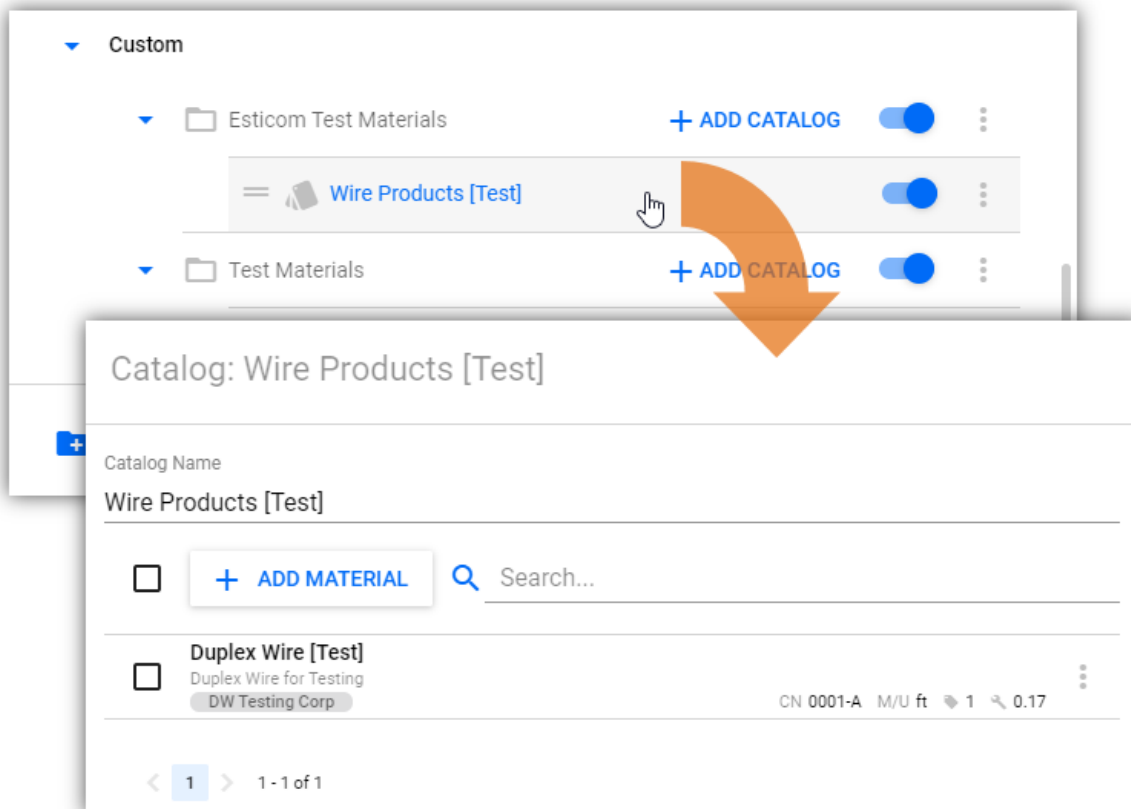 Custom
Esticom Test Materials + ADD CATALOG
Wire Products [Test]
Test Materials + ADD CATALOG
Catalog: Wire Products [Test]
Catalog Name
Wire Products [Test]
+ ADD MATERIAL Search...
Duplex Wire [Test]
Duplex Wire for Testing
DW Testing Corp CN 0001-A M/U ft 1 0.17
< 1 > 1 - 1 of 1